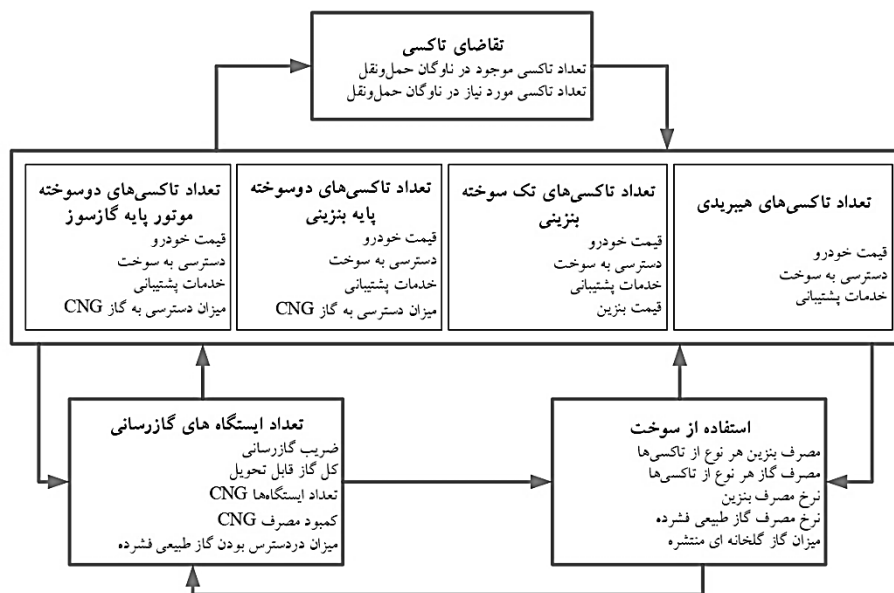 تقاضای تاکسی
تعداد تاکسی موجود در ناوگان حمل‌ونقل
تعداد تاکسی مورد نیاز در ناوگان حمل‌ونقل
تعداد تاکسی‌های هیبریدی
قیمت خودرو
دسترسی به سوخت
خدمات پشتیبانی
تعداد تاکسی‌های تک سوخته
بنزینی
قیمت خودرو
دسترسی به سوخت
خدمات پشتیبانی
قیمت بنزین
تعداد تاکسی‌های دوسوخته
پایه بنزینی
قیمت خودرو
دسترسی به سوخت
خدمات پشتیبانی
میزان دسترسی به گاز CNG
تعداد تاکسی‌های دوسوخته
موتور پایه گازسوز
قیمت خودرو
دسترسی به سوخت
خدمات پشتیبانی
میزان دسترسی به گاز CNG
استفاده از سوخت
مصرف بنزین هر نوع از تاکسی‌ها
مصرف گاز هر نوع از تاکسی‌ها
نرخ مصرف بنزین
نرخ مصرف گاز طبیعی فشرده
میزان گاز گلخانه ای منتشره
تعداد ایستگاه های گازرسانی
ضریب گازرسانی
کل گاز قابل تحویل
تعداد ایستگاه‌ها CNG
کمبود مصرف CNG
میزان دردسترس بودن گاز طبیعی فشرده